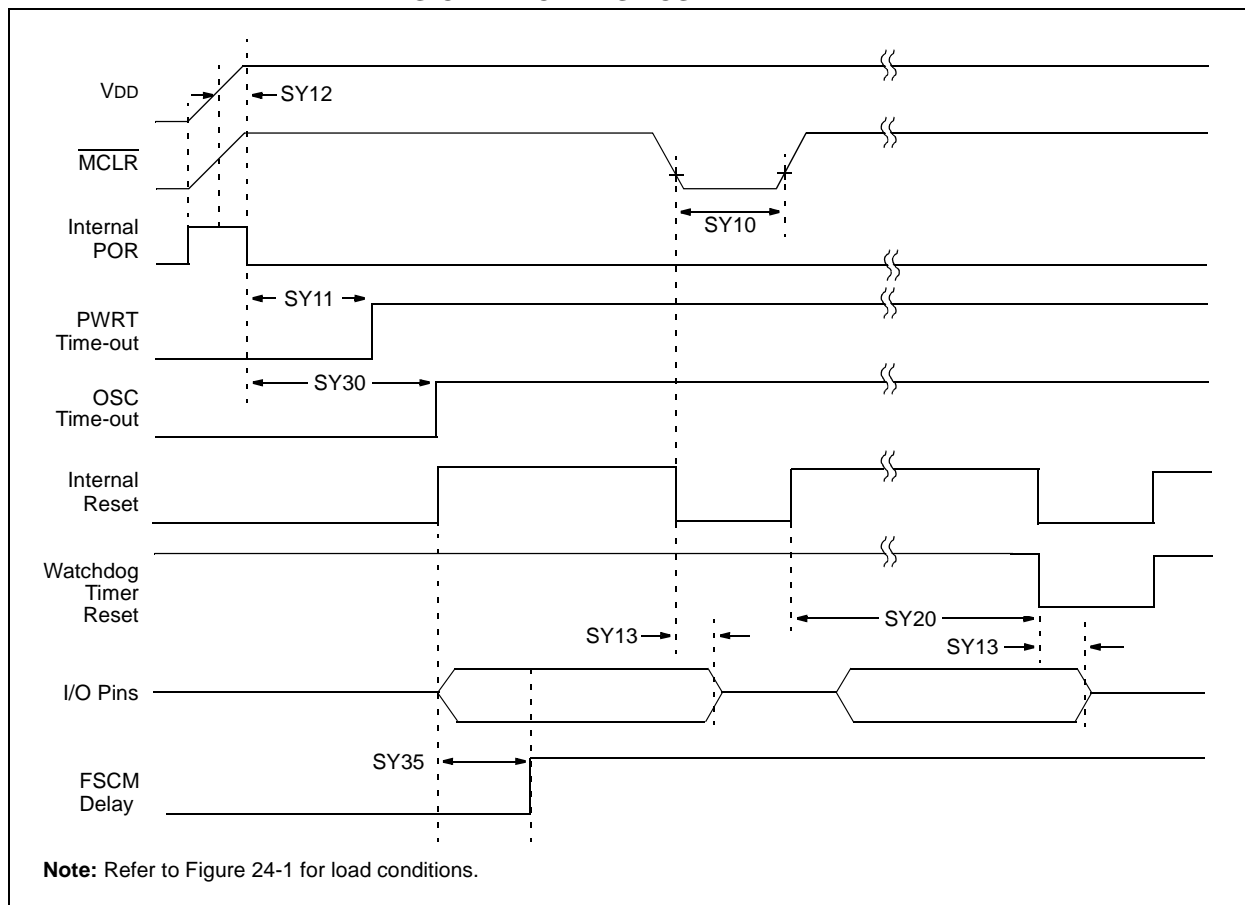 VDD
SY12
MCLR
SY10
Internal
POR
SY11
PWRT
Time-out
SY30
OSC
Time-out
Internal
Reset
Watchdog
Timer
Reset
SY20
SY13
SY13
I/O Pins
SY35
FSCM
Delay
Note: Refer to Figure 24-1 for load conditions.